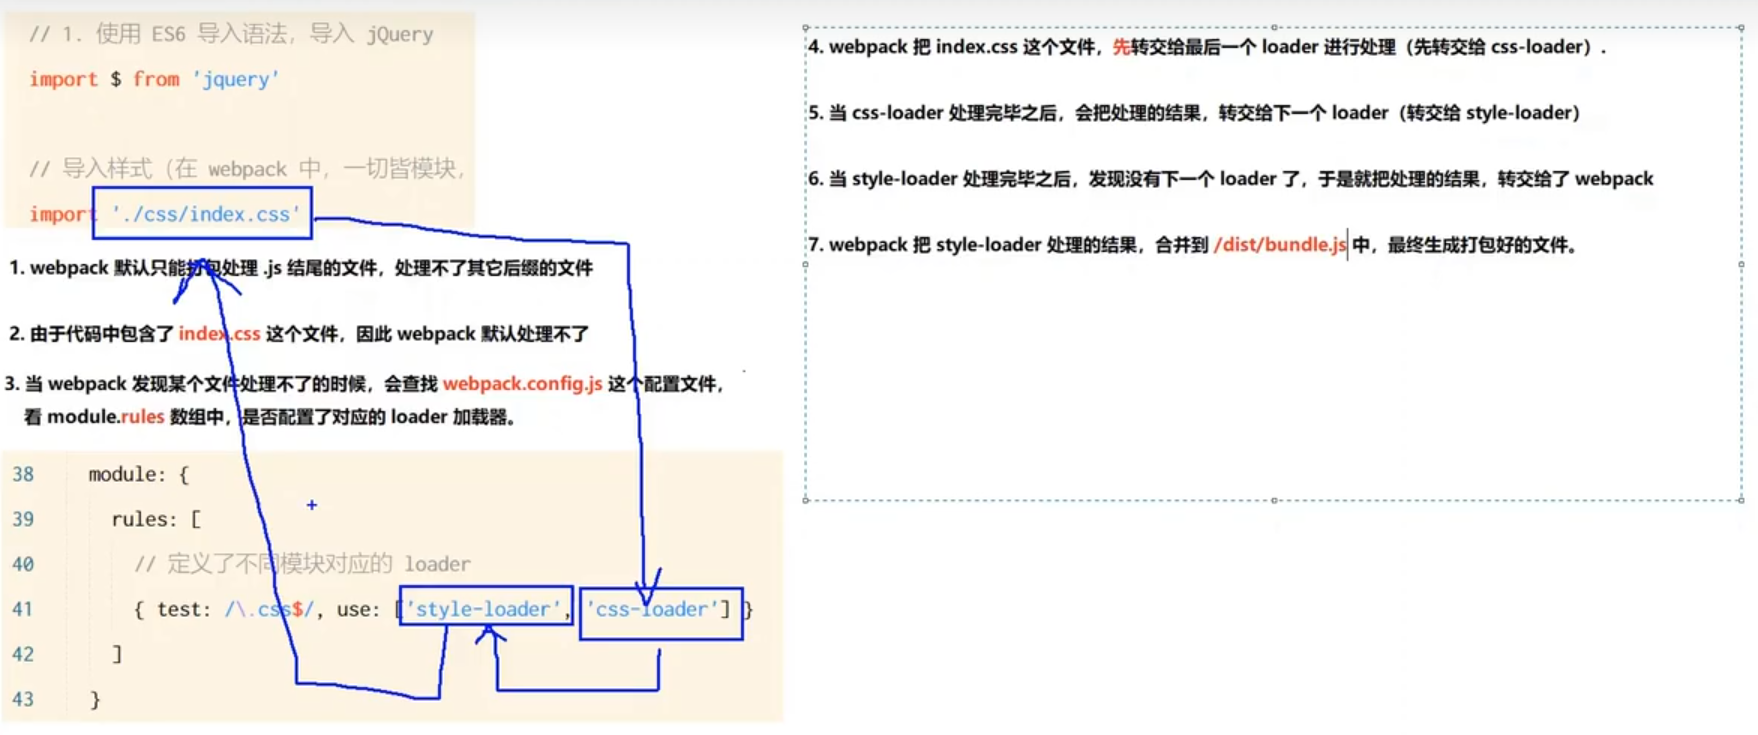 // 1. 使用 ES6 导入语法，导入 jQuery
import $ from 'jquery'
// 导入样式（在 webpack 中，一切皆模块，
import './css/index.css'
1. webpack 默认只能打包处理 .js 结尾的文件，处理不了其它后缀的文件
2. 由于代码中包含了 index.css 这个文件，因此 webpack 默认处理不了
3. 当 webpack 发现某个文件处理不了的时候，会查找 webpack.config.js 这个配置文件，
看 module.rules 数组中，是否配置了对应的 loader 加载器。
38 module: {
39 rules: [
40 // 定义了不同模块对应的 loader
41 { test: /\.css$/, use: ['style-loader', 'css-loader'] }
42 ]
43 }
4. webpack 把 index.css 这个文件，先转交给最后一个 loader 进行处理（先转交给 css-loader）.
5. 当 css-loader 处理完毕之后，会把处理的结果，转交给下一个 loader（转交给 style-loader）
6. 当 style-loader 处理完毕之后，发现没有下一个 loader 了，于是就把处理的结果，转交给了 webpack
7. webpack 把 style-loader 处理的结果，合并到 /dist/bundle.js 中，最终生成打包好的文件。